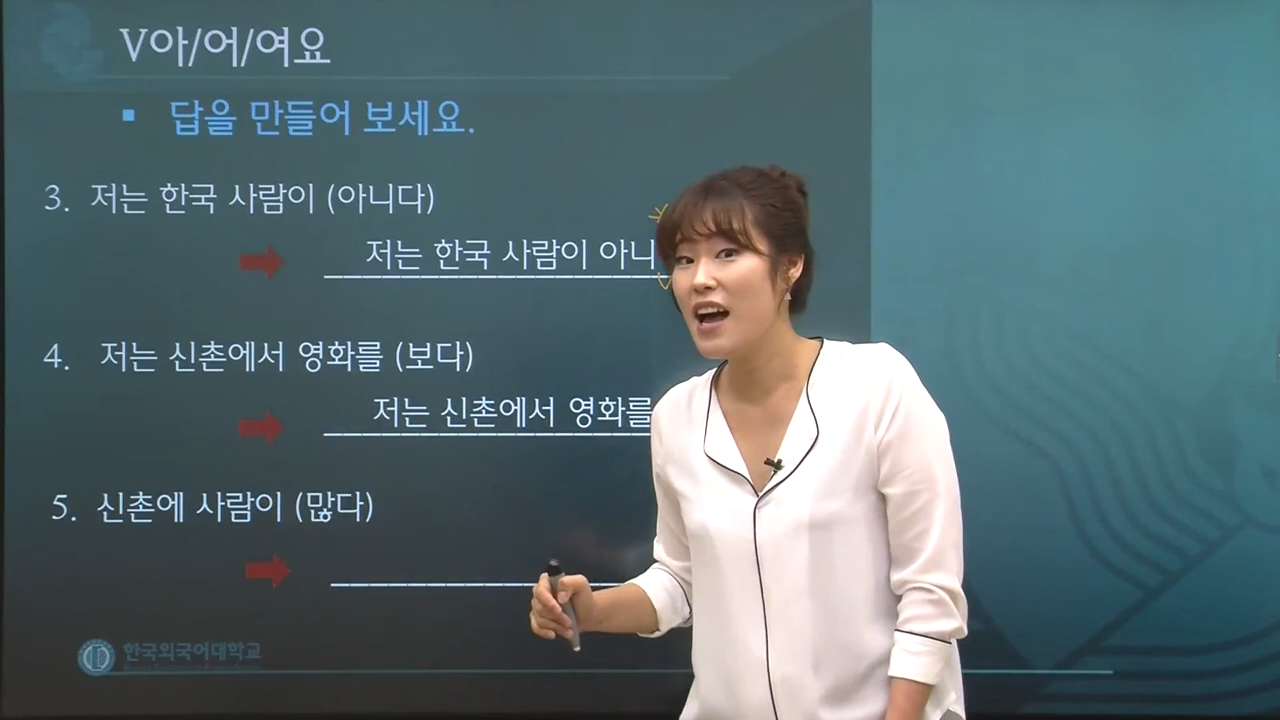 V아/어/여요
▪ 답을 만들어 보세요.
3. 저는 한국 사람이 (아니다)
저는 한국 사람이 아니
4. 저는 신촌에서 영화를 (보다)
저는 신촌에서 영화를
5. 신촌에 사람이 (많다)
한국외국어대학교